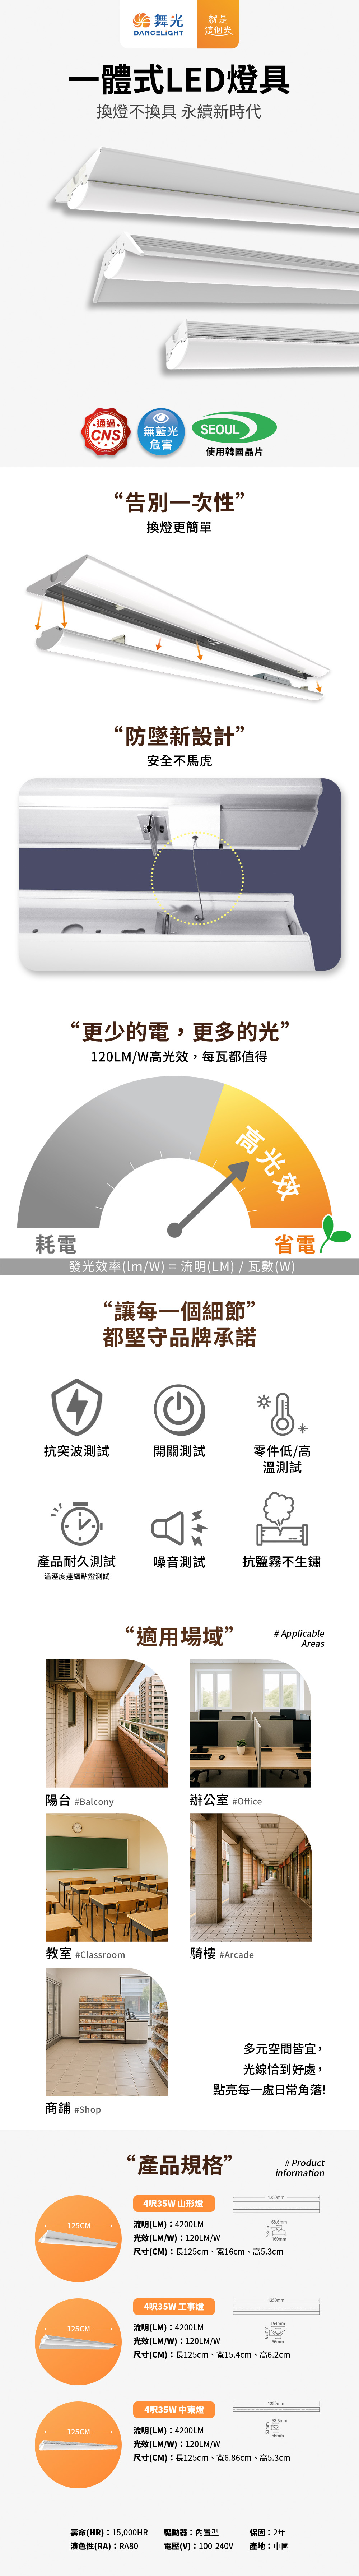 舞光
DANCELIGHT
就是
這個光
一體式LED燈具
換燈不換具 永續新時代
通過
CNS
無藍光
危害
SEOUL
使用韓國晶片
“告別一次性”
換燈更簡單
“防墜新設計”
安全不馬虎
“更少的電，更多的光”
120LM/W高光效，每瓦都值得
高光效
耗電
省電
發光效率(lm/W) = 流明(LM) / 瓦數(W)
“讓每一個細節”
都堅守品牌承諾
抗突波測試
開關測試
零件低/高
溫測試
產品耐久測試
溫溼度連續點燈測試
噪音測試
抗鹽霧不生鏽
“適用場域”
# Applicable
Areas
陽台 #Balcony
辦公室 #Office
教室 #Classroom
騎樓 #Arcade
商鋪 #Shop
多元空間皆宜，
光線恰到好處，
點亮每一處日常角落!
“產品規格”
# Product
information
125CM
4呎35W 山形燈
流明(LM)：4200LM
光效(LM/W)：120LM/W
尺寸(CM)：長125cm、寬16cm、高5.3cm
125CM
4呎35W 工事燈
流明(LM)：4200LM
光效(LM/W)：120LM/W
尺寸(CM)：長125cm、寬15.4cm、高6.2cm
125CM
4呎35W 中東燈
流明(LM)：4200LM
光效(LM/W)：120LM/W
尺寸(CM)：長125cm、寬6.86cm、高5.3cm
壽命(HR)：15,000HR
驅動器：內置型
保固：2年
演色性(RA)：RA80
電壓(V)：100-240V
產地：中國